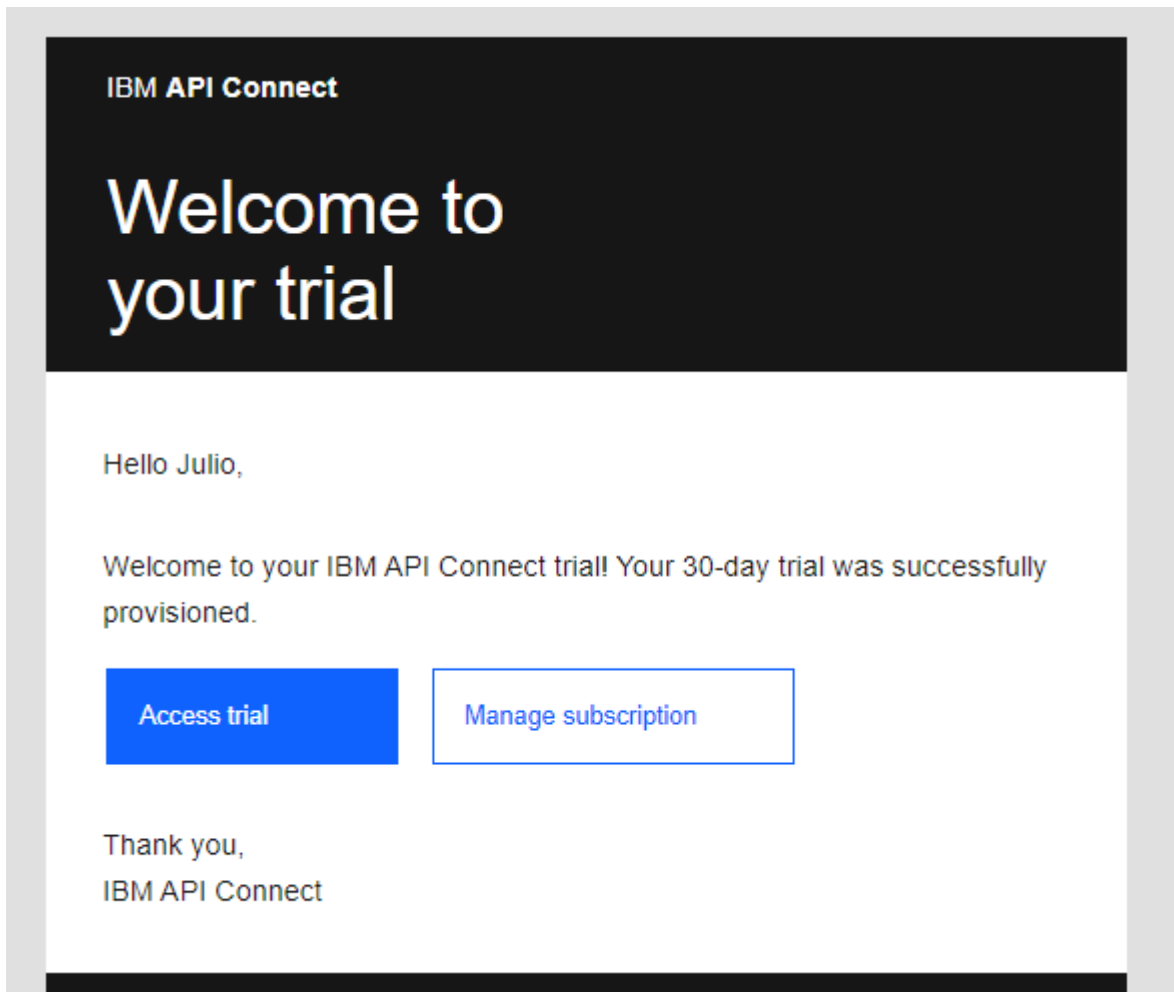 IBM API Connect
Welcome to
your trial
Hello Julio,
Welcome to your IBM API Connect trial! Your 30-day trial was successfully
provisioned.
Access trial
Manage subscription
Thank you,
IBM API Connect